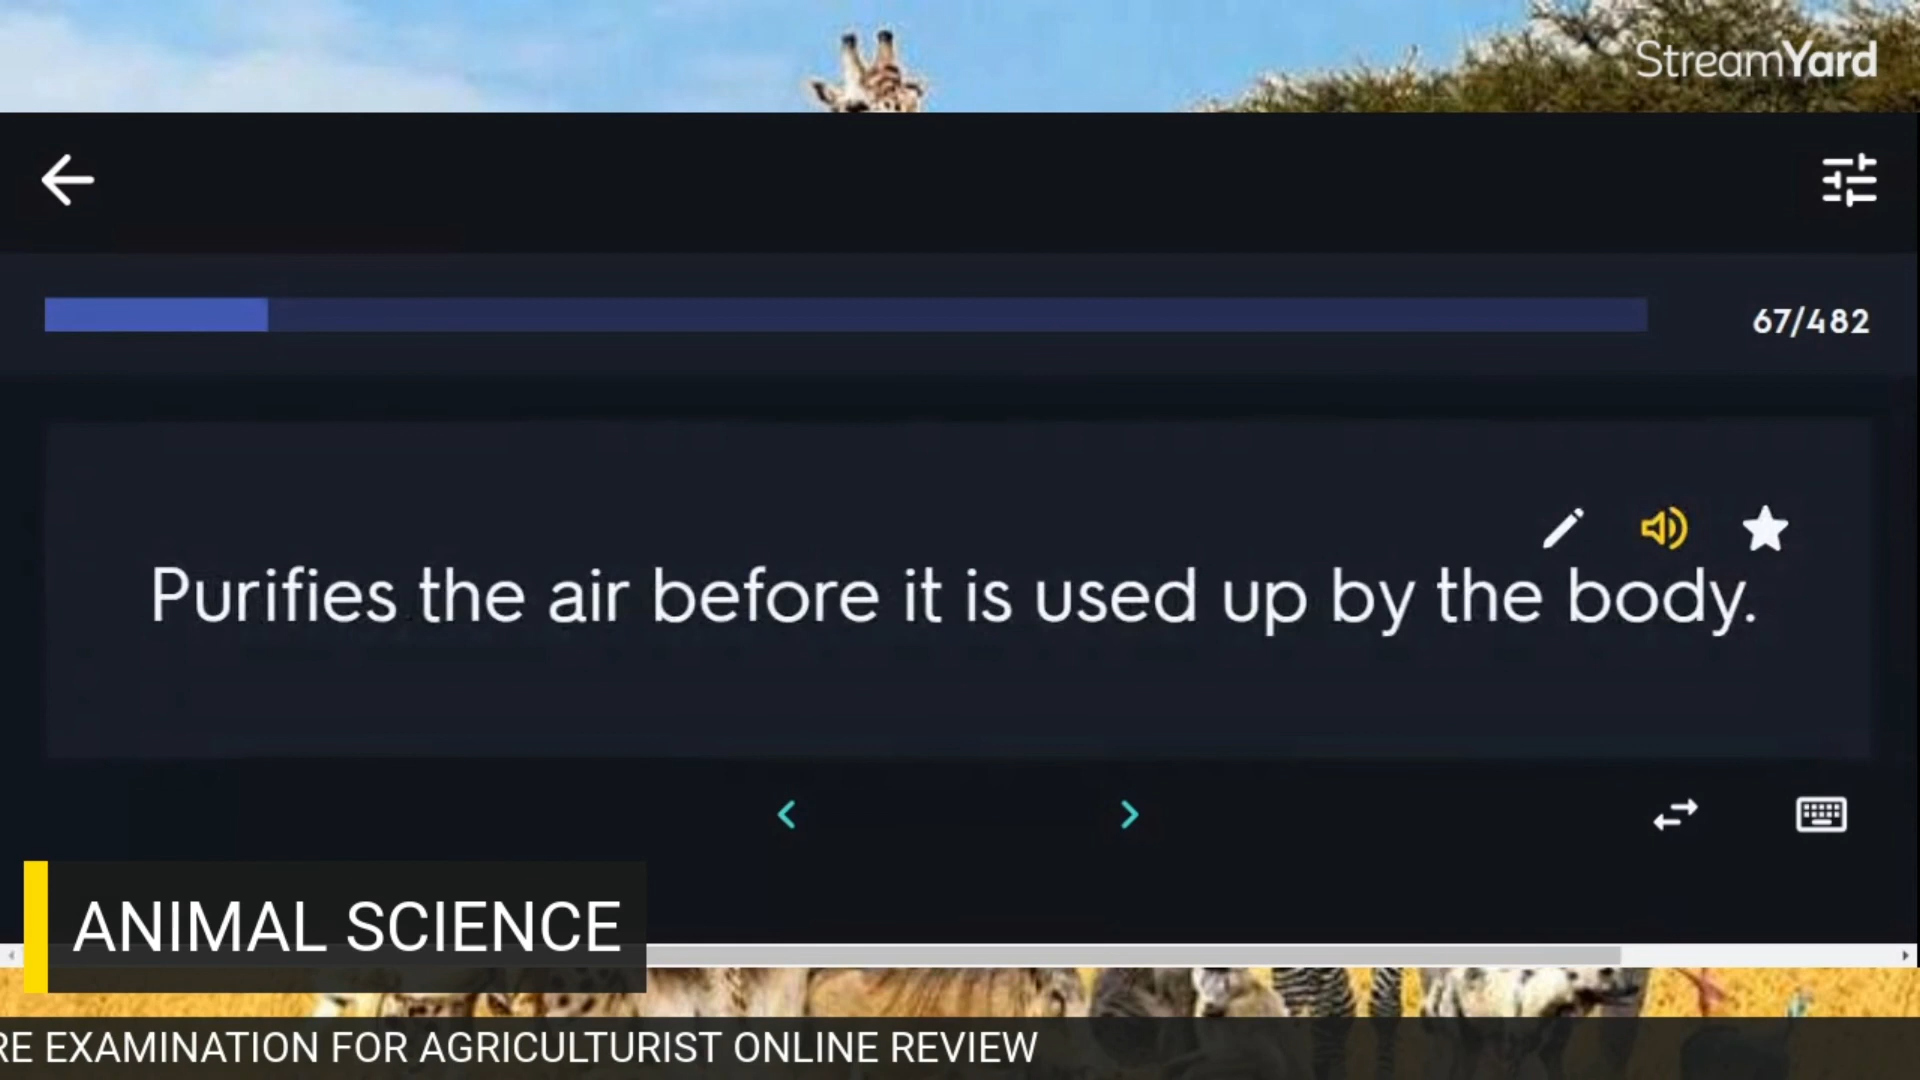 StreamYard
67/482
Purifies the air before it is used up by the body.
ANIMAL SCIENCE
RE EXAMINATION FOR AGRICULTURIST ONLINE REVIEW